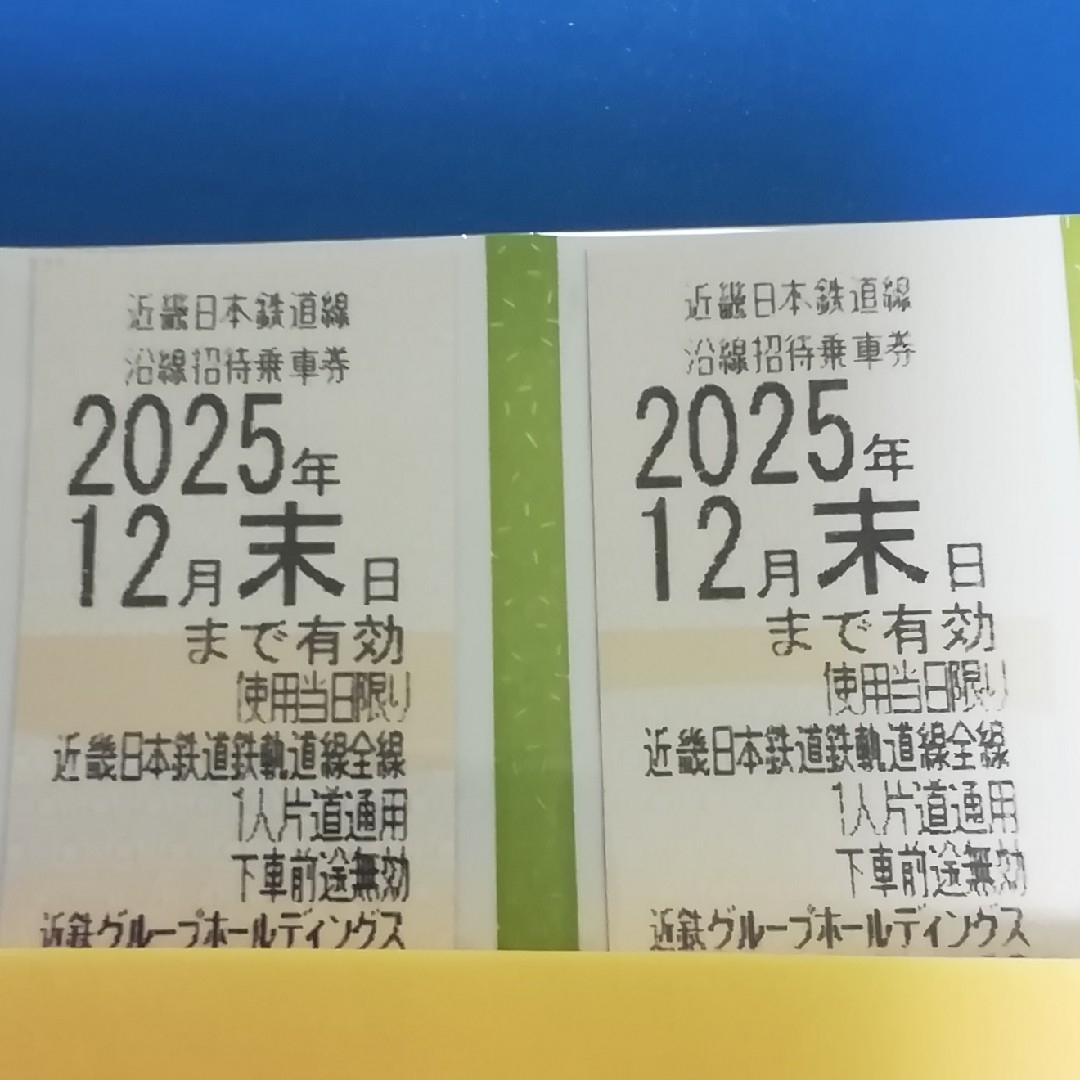 近畿日本鉄道線
沿線招待乗車券
2025年
12月末日
まで有効
使用当日限り
近畿日本鉄道鉄軌道線全線
1人片道通用
下車前途無効
近鉄グループホールディングス
近畿日本鉄道線
沿線招待乗車券
2025年
12月末日
まで有効
使用当日限り
近畿日本鉄道鉄軌道線全線
1人片道通用
下車前途無効
近鉄グループホールディングス